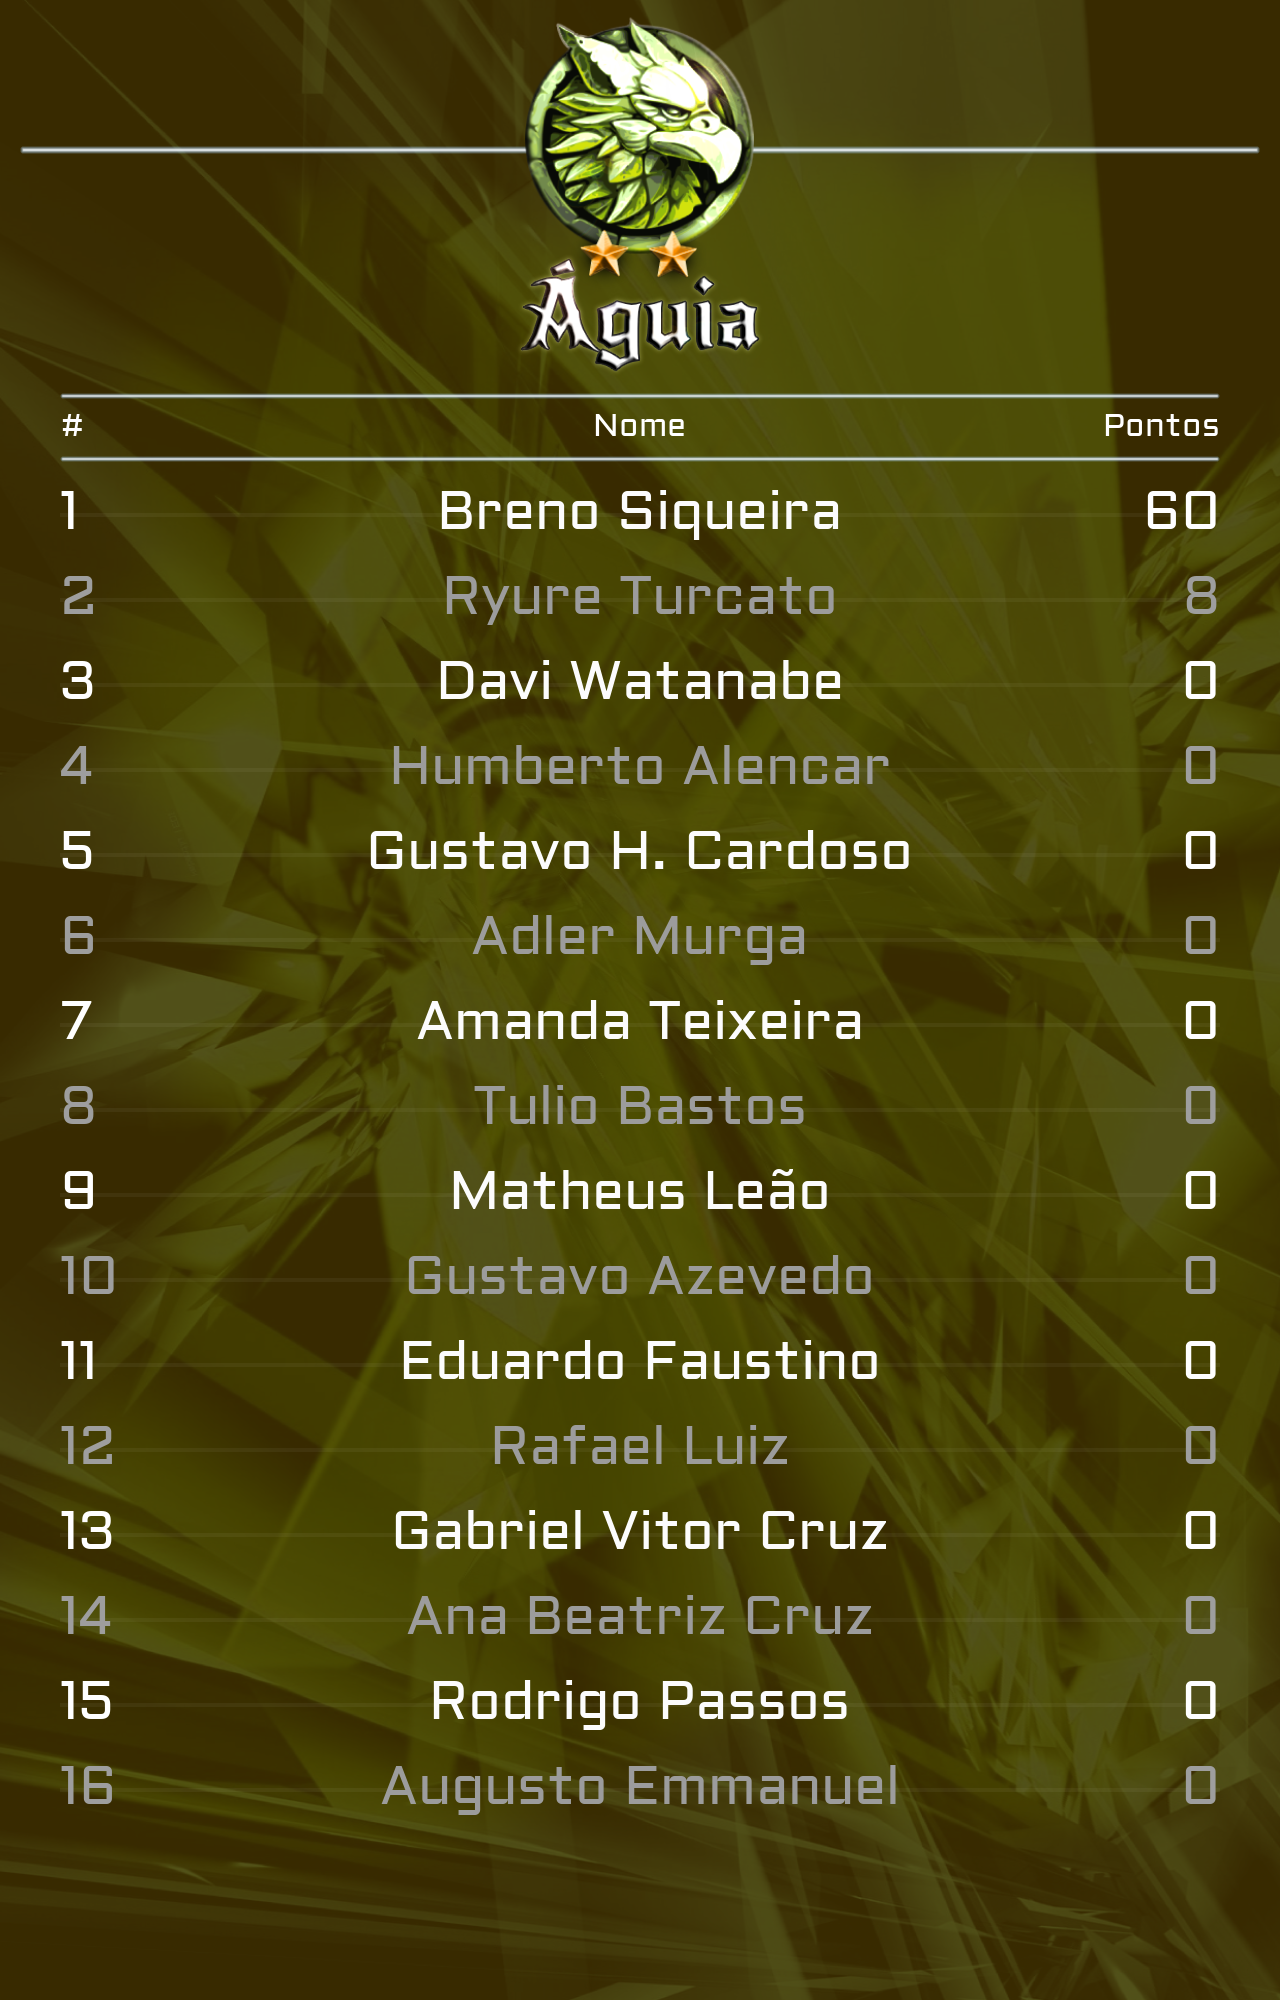 Águia
# Nome Pontos
1 Breno Siqueira 60
2 Ryure Turcato 8
3 Davi Watanabe 0
4 Humberto Alencar 0
5 Gustavo H. Cardoso 0
6 Adler Murga 0
7 Amanda Teixeira 0
8 Tulio Bastos 0
9 Matheus Leão 0
10 Gustavo Azevedo 0
11 Eduardo Faustino 0
12 Rafael Luiz 0
13 Gabriel Vitor Cruz 0
14 Ana Beatriz Cruz 0
15 Rodrigo Passos 0
16 Augusto Emmanuel 0